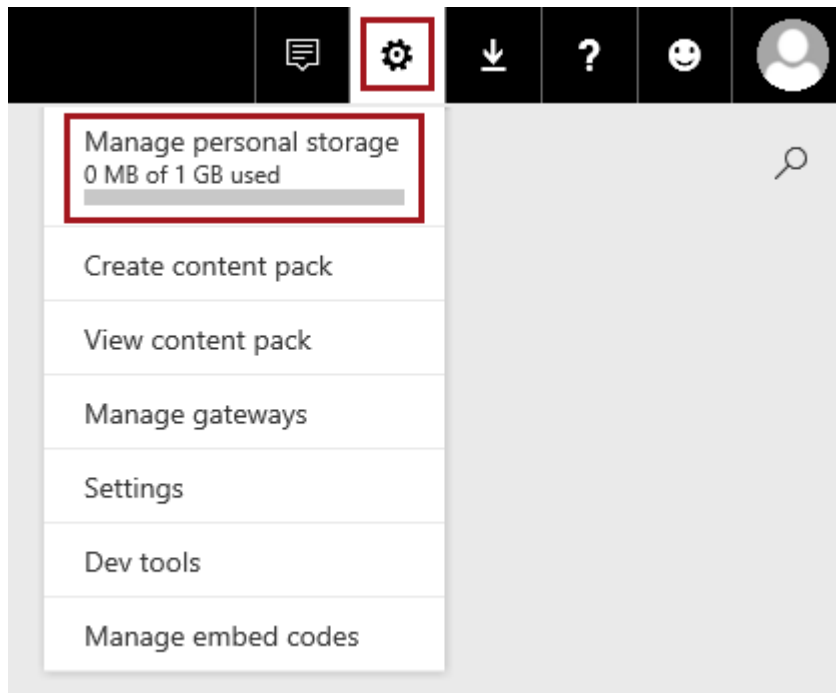 ?
Manage personal storage
0 MB of 1 GB used
Create content pack
View content pack
Manage gateways
Settings
Dev tools
Manage embed codes